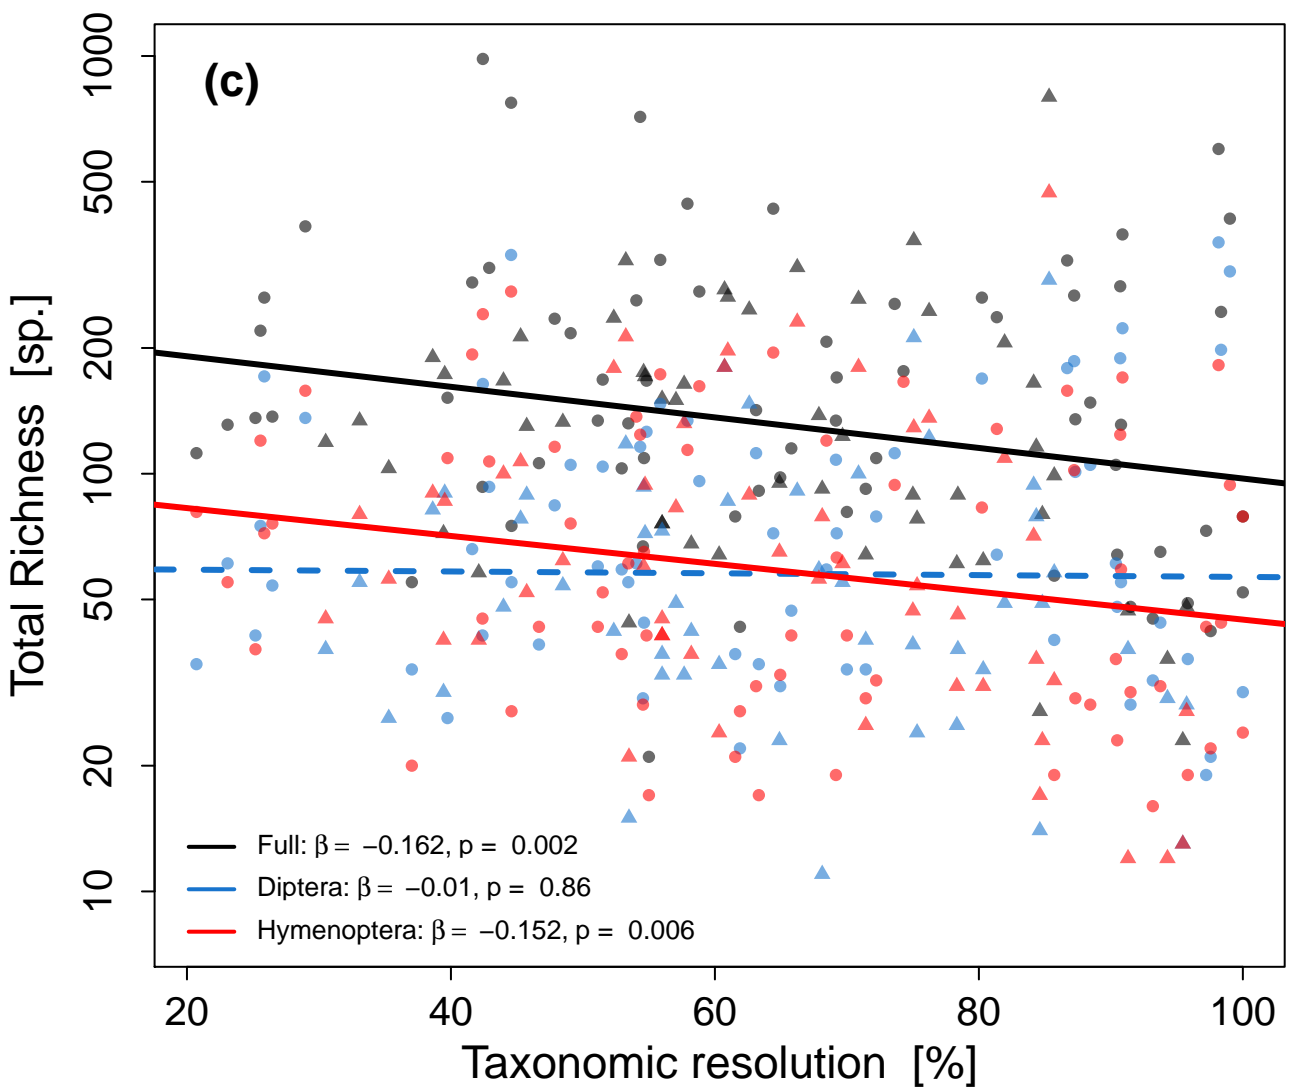 (c)
1000
500
200
100
50
20
10
Total Richness [sp.]
Full: β = −0.162, p = 0.002
Diptera: β = −0.01, p = 0.86
Hymenoptera: β = −0.152, p = 0.006
20 40 60 80 100
Taxonomic resolution [%]